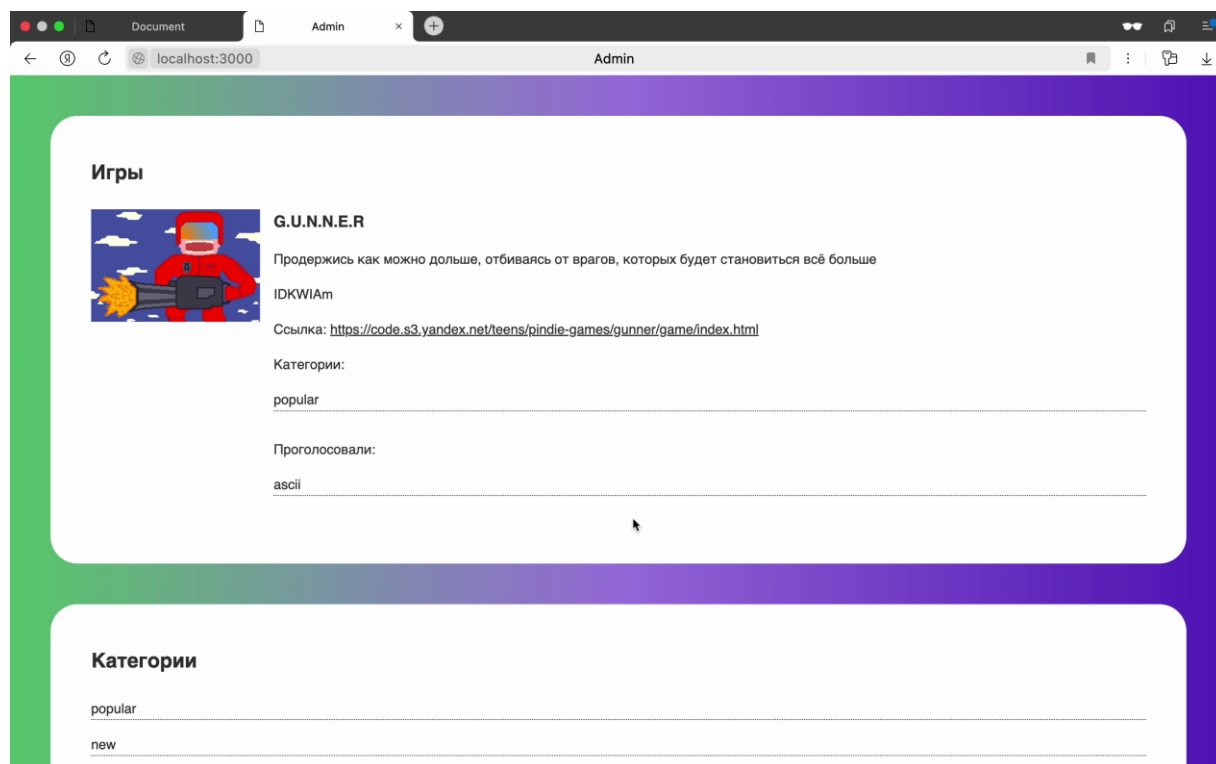 Document
Admin
localhost:3000
Admin
Игры
G.U.N.N.E.R
Продержись как можно дольше, отбиваясь от врагов, которых будет становиться всё больше
IDKWIAm
Ссылка: https://code.s3.yandex.net/teens/pindie-games/gunner/game/index.html
Категории:
popular
Проголосовали:
ascii
Категории
popular
new